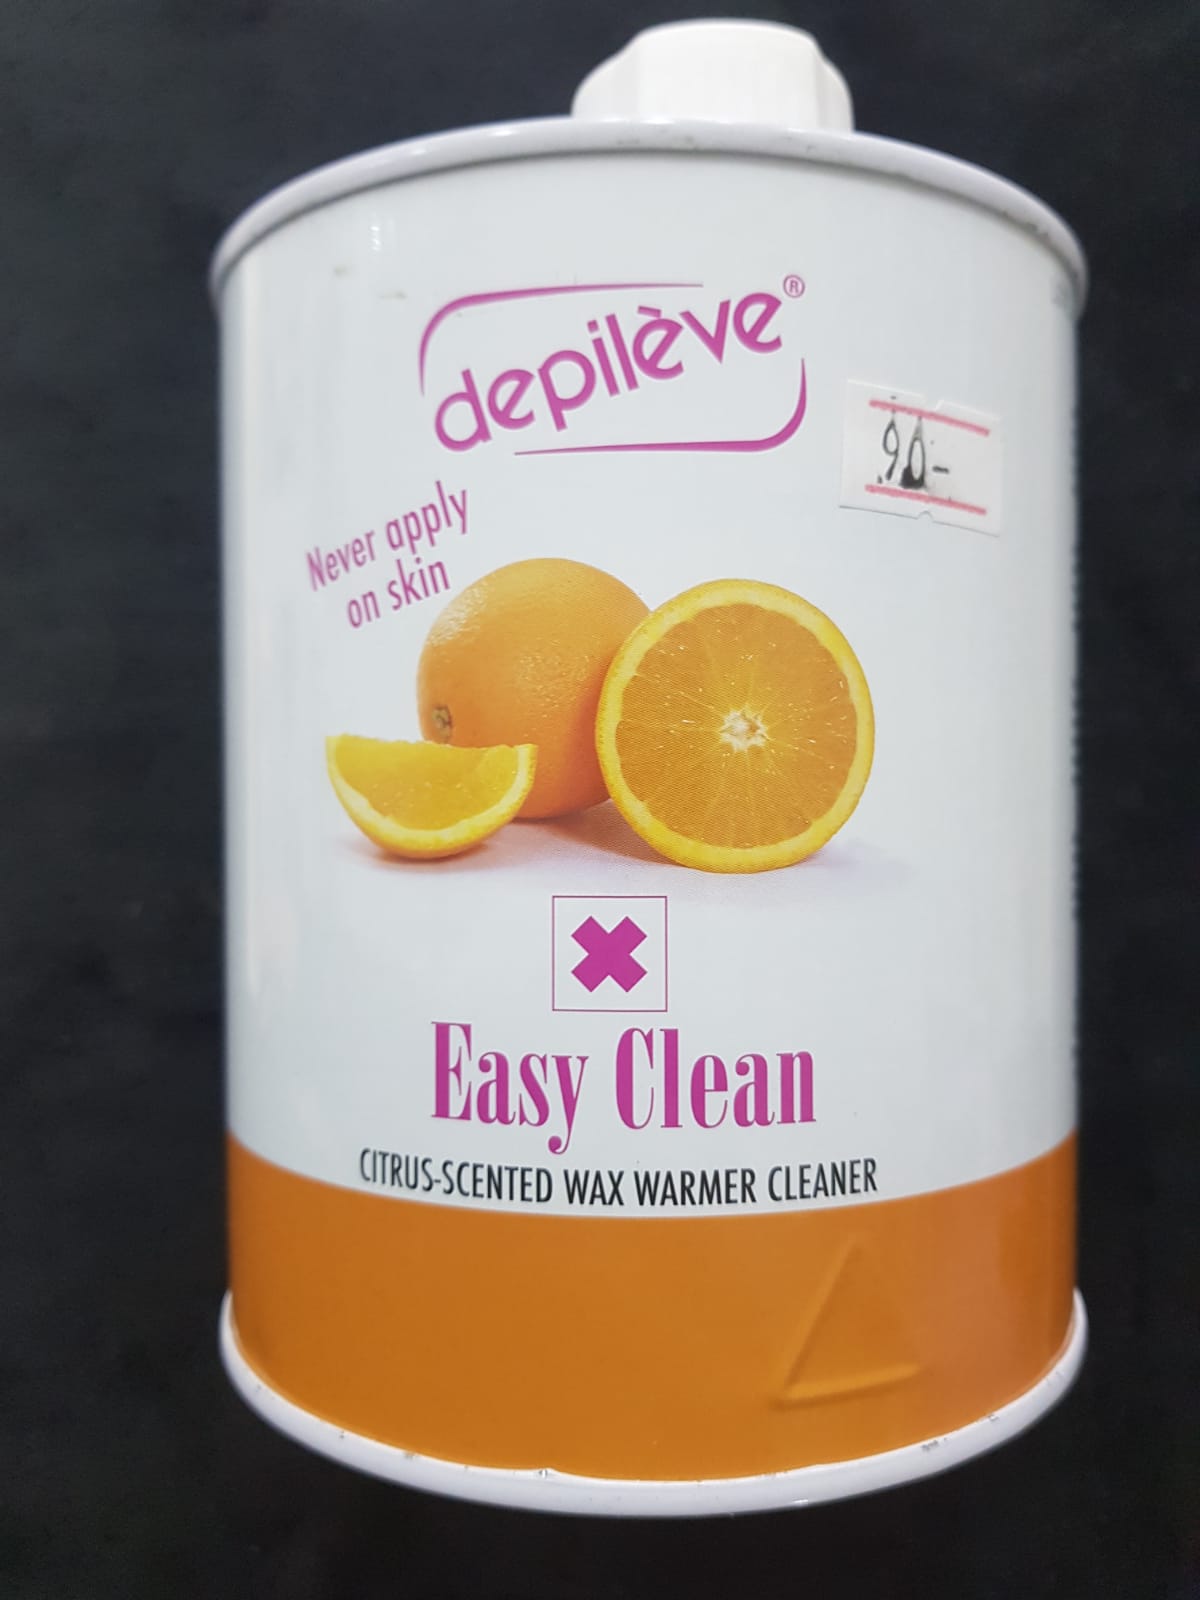 depilève®
90-
Never apply
on skin
Easy Clean
CITRUS-SCENTED WAX WARMER CLEANER